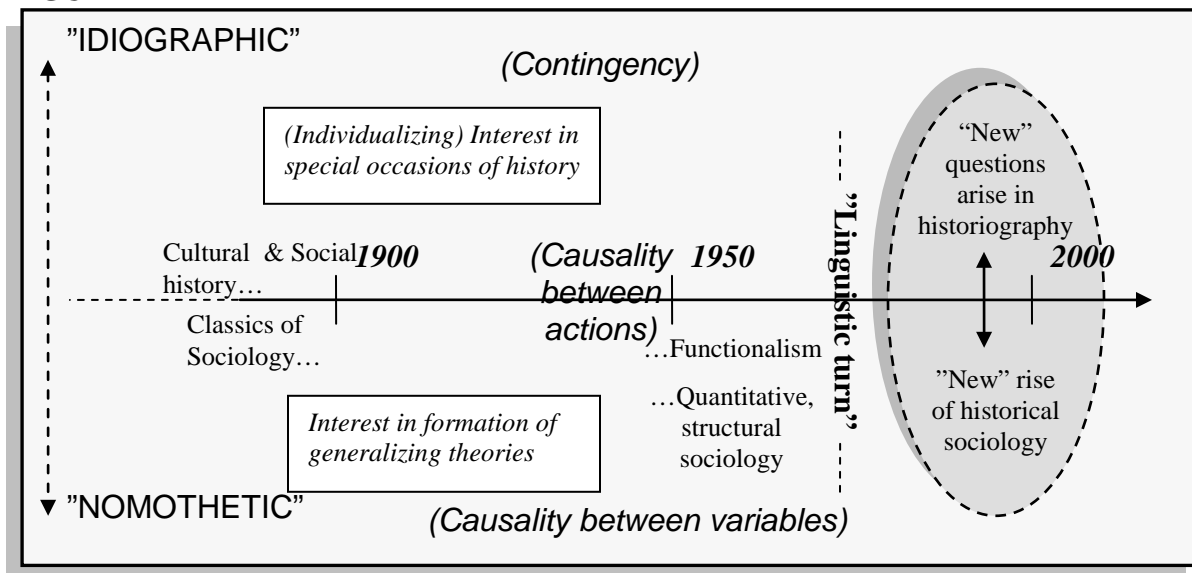 ”IDIOGRAPHIC”
(Contingency)
(Individualizing) Interest in
special occasions of history
“New”
questions
arise in
historiography
Cultural & Social
history…
1900
(Causality
between
actions)
1950
”Linguistic turn”
2000
Classics of
Sociology…
…Functionalism
…Quantitative,
structural
sociology
”New” rise
of historical
sociology
Interest in formation of
generalizing theories
”NOMOTHETIC”
(Causality between variables)